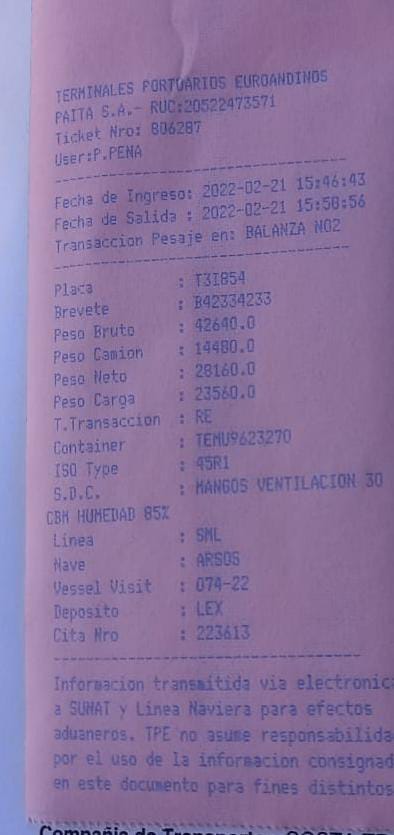 TERMINALES PORTUARIOS EUROANDINOS
PAITA S.A.- RUC:20522473571
Ticket Nro: 806287
User:P.PENA
--------------------------------
Fecha de Ingreso: 2022-02-21 15:46:43
Fecha de Salida : 2022-02-21 15:58:56
Transaccion Pesaje en: BALANZA NO2
--------------------------------
Placa : T3I854
Brevete : B42334233
Peso Bruto : 42640.0
Peso Camion : 14480.0
Peso Neto : 28160.0
Peso Carga : 23560.0
T.Transaccion : RE
Container : TEMU9623270
ISO Type : 45R1
S.D.C. : MANGOS VENTILACION 30
CBM HUMEDAD 85%
Linea : SML
Nave : ARSOS
Vessel Visit : 074-22
Deposito : LEX
Cita Nro : 223613
--------------------------------
Informacion transmitida via electronic
a SUNAT y Linea Naviera para efectos
aduaneros. TPE no asume responsabilida
por el uso de la informacion consignad
en este documento para fines distintos